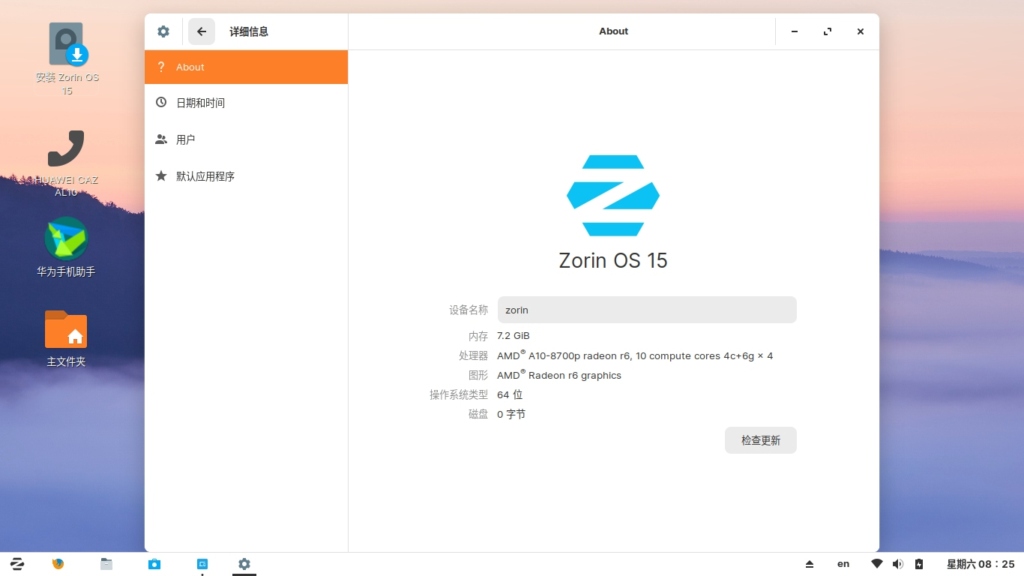 安装 Zorin OS
15
HUAWEI CAZ
AL10
华为手机助手
主文件夹
详细信息
About
? About
日期和时间
用户
默认应用程序
Zorin OS 15
设备名称 zorin
内存 7.2 GiB
处理器 AMD® A10-8700p radeon r6, 10 compute cores 4c+6g × 4
图形 AMD® Radeon r6 graphics
操作系统类型 64 位
磁盘 0 字节
检查更新
en
星期六 08：25